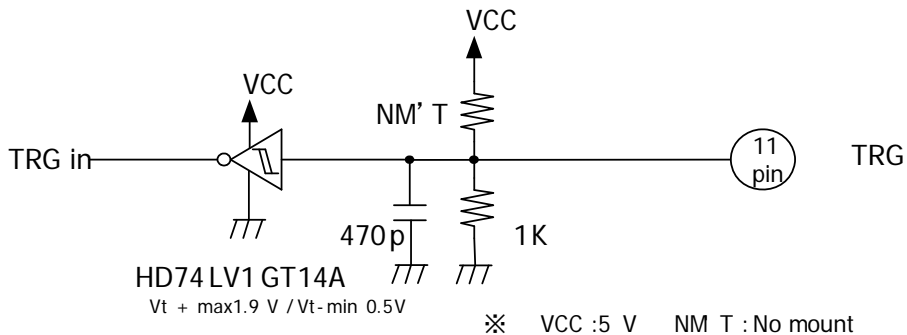 VCC
VCC
NM' T
TRG in
11
pin
TRG
470p
1K
HD74LV1GT14A
Vt + max1.9 V / Vt- min 0.5V
※ VCC :5 V NM T : No mount